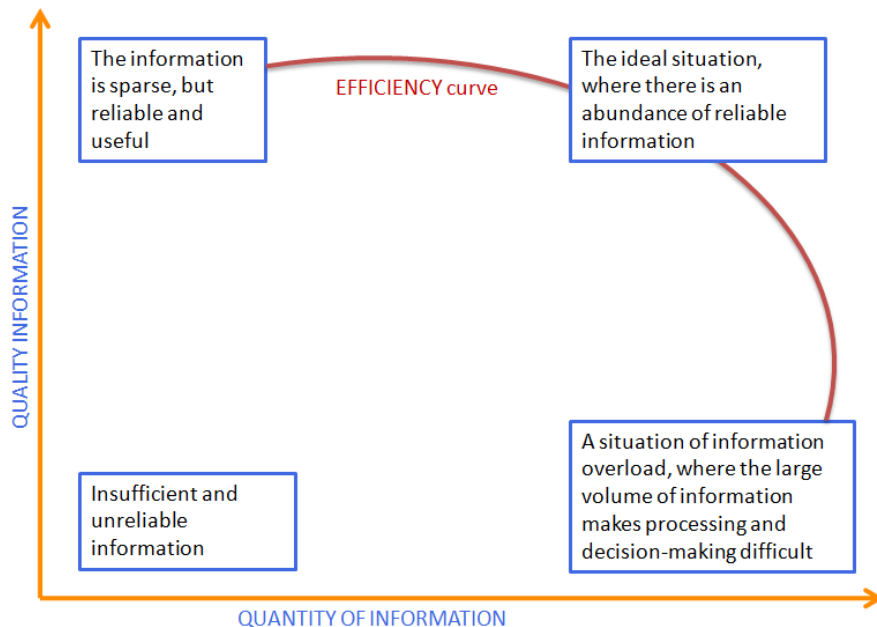 The information
is sparse, but
reliable and
useful
EFFICIENCY curve
The ideal situation,
where there is an
abundance of reliable
information
QUALITY INFORMATION
Insufficient and
unreliable
information
A situation of information
overload, where the large
volume of information
makes processing and
decision-making difficult
QUANTITY OF INFORMATION